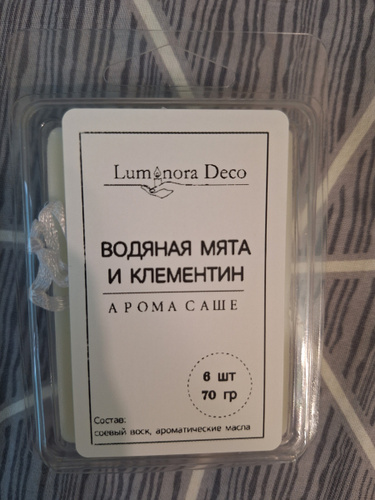 Luminora Deco
ВОДЯНАЯ МЯТА
И КЛЕМЕНТИН
АРОМА САШЕ
6 шт
70 гр
Состав:
соевый воск, ароматические масла